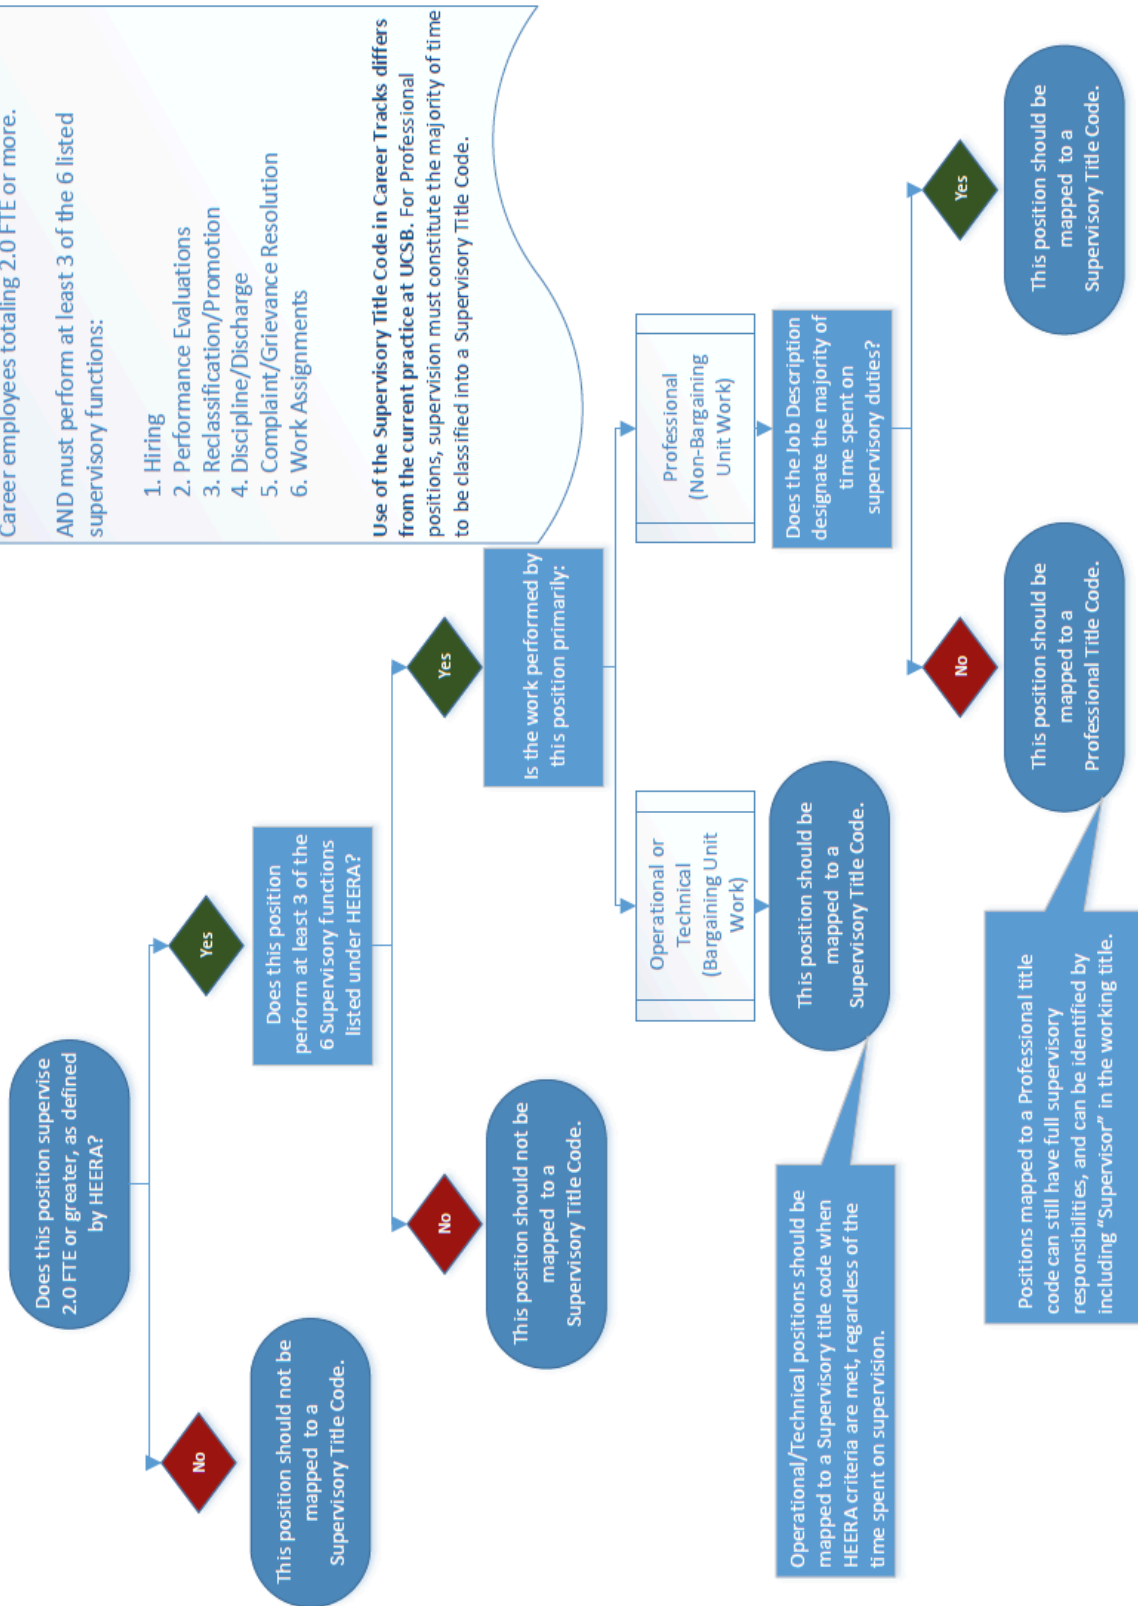 Career employees totaling 2.0 FTE or more.
AND must perform at least 3 of the 6 listed
supervisory functions:
1. Hiring
2. Performance Evaluations
3. Reclassification/Promotion
4. Discipline/Discharge
5. Complaint/Grievance Resolution
6. Work Assignments
Use of the Supervisory Title Code in Career Tracks differs
from the current practice at UCSB. For Professional
positions, supervision must constitute the majority of time
to be classified into a Supervisory Title Code.
Does this position supervise
2.0 FTE or greater, as defined
by HEERA?
No
Yes
This position should not be
mapped to a
Supervisory Title Code.
Does this position
perform at least 3 of the
6 Supervisory functions
listed under HEERA?
No
Yes
This position should not be
mapped to a
Supervisory Title Code.
Is the work performed by
this position primarily:
Operational or
Technical
(Bargaining Unit
Work)
Professional
(Non-Bargaining
Unit Work)
This position should be
mapped to a
Supervisory Title Code.
Does the Job Description
designate the majority of
time spent on
supervisory duties?
Operational/Technical positions should be
mapped to a Supervisory title code when
HEERA criteria are met, regardless of the
time spent on supervision.
No
Yes
This position should be
mapped to a
Professional Title Code.
This position should be
mapped to a
Supervisory Title Code.
Positions mapped to a Professional title
code can still have full supervisory
responsibilities, and can be identified by
including “Supervisor” in the working title.